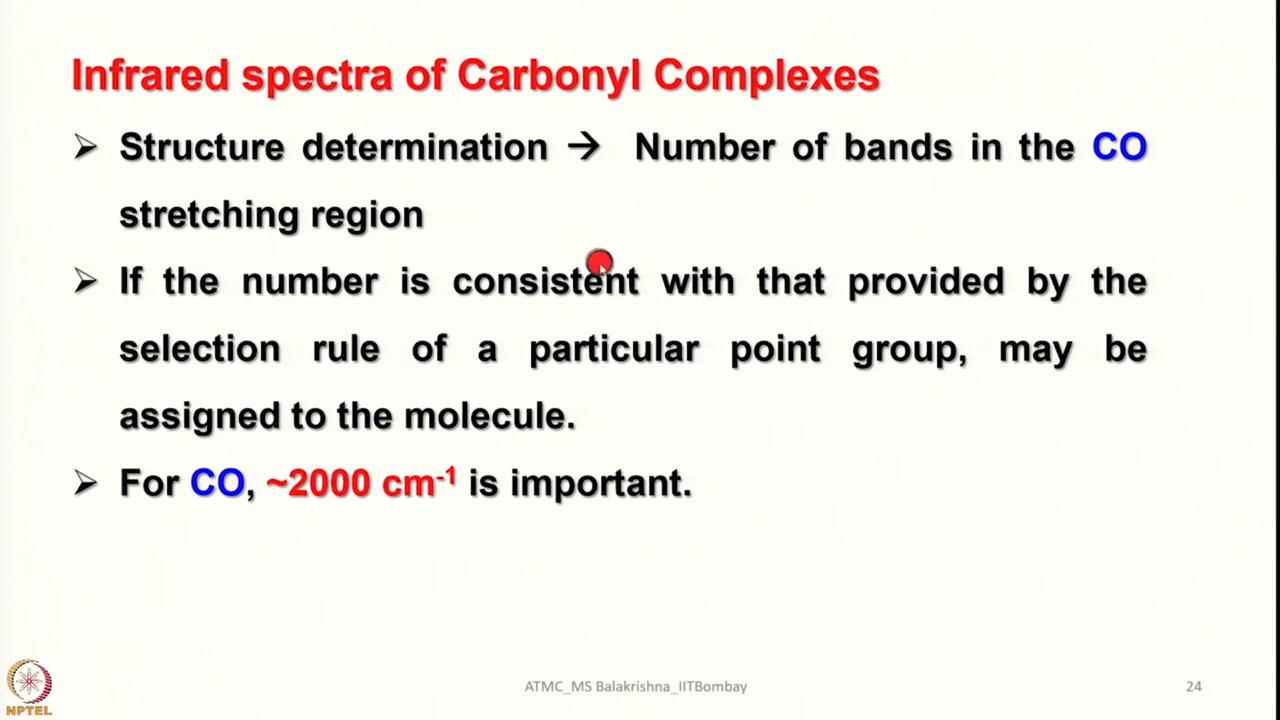 Infrared spectra of Carbonyl Complexes
➢ Structure determination → Number of bands in the CO
stretching region
➢ If the number is consistent with that provided by the
selection rule of a particular point group, may be
assigned to the molecule.
➢ For CO, ~2000 cm⁻¹ is important.
NPTEL
ATMC_MS Balakrishna_IITBombay
24